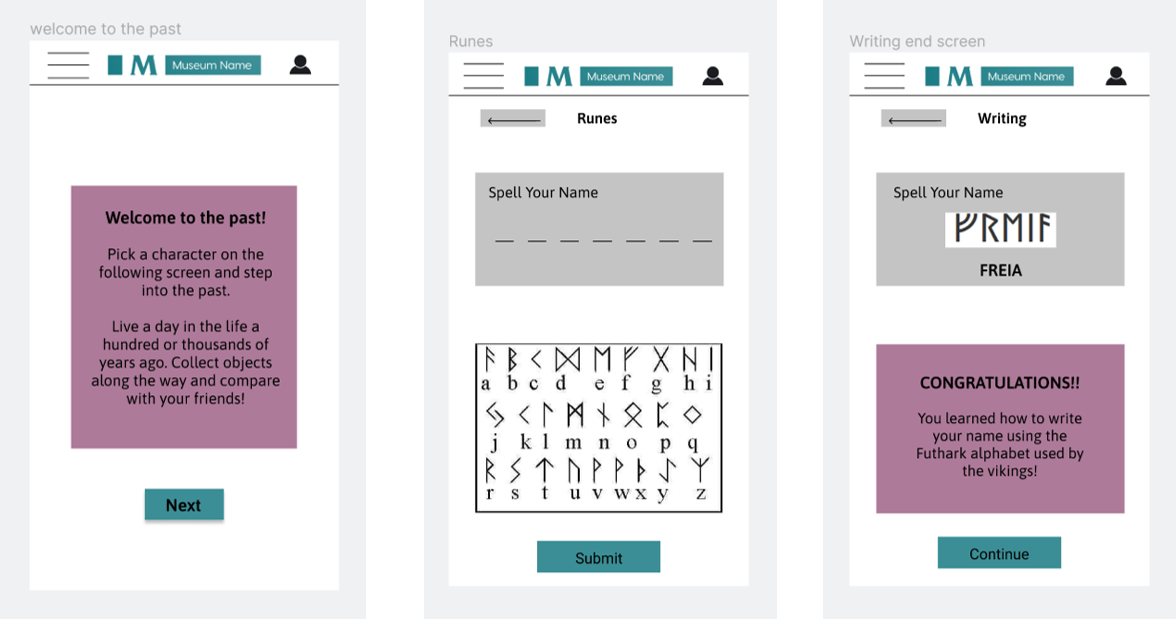 welcome to the past
M Museum Name
Welcome to the past!
Pick a character on the
following screen and step
into the past.
Live a day in the life a
hundred or thousands of
years ago. Collect objects
along the way and compare
with your friends!
Next
Runes
M Museum Name
Runes
Spell Your Name
_ _ _ _ _ _ _
ᚨ ᛒ ᚲ ᛞ ᛖ ᚠ ᚷ ᚺ ᛁ
a b c d e f g h i
ᛃ ᚲ ᛚ ᛗ ᚾ ᛟ ᛈ ᛜ
j k l m n o p q
ᚱ ᛊ ᛏ ᚢ ᚹ ᚹ ᚦ ᛇ ᛉ
r s t u v w x y z
Submit
Writing end screen
M Museum Name
Writing
Spell Your Name
ᚠᚱᛖᛁᚨ
FREIA
CONGRATULATIONS!!
You learned how to write
your name using the
Futhark alphabet used by
the vikings!
Continue